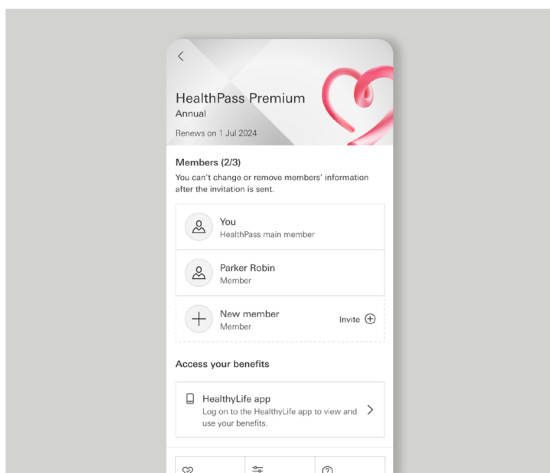 HealthPass Premium
Annual
Renews on 1 Jul 2024
Members (2/3)
You can't change or remove members' information
after the invitation is sent.
You
HealthPass main member
Parker Robin
Member
New member
Member
Invite
Access your benefits
HealthyLife app
Log on to the HealthyLife app to view and
use your benefits.